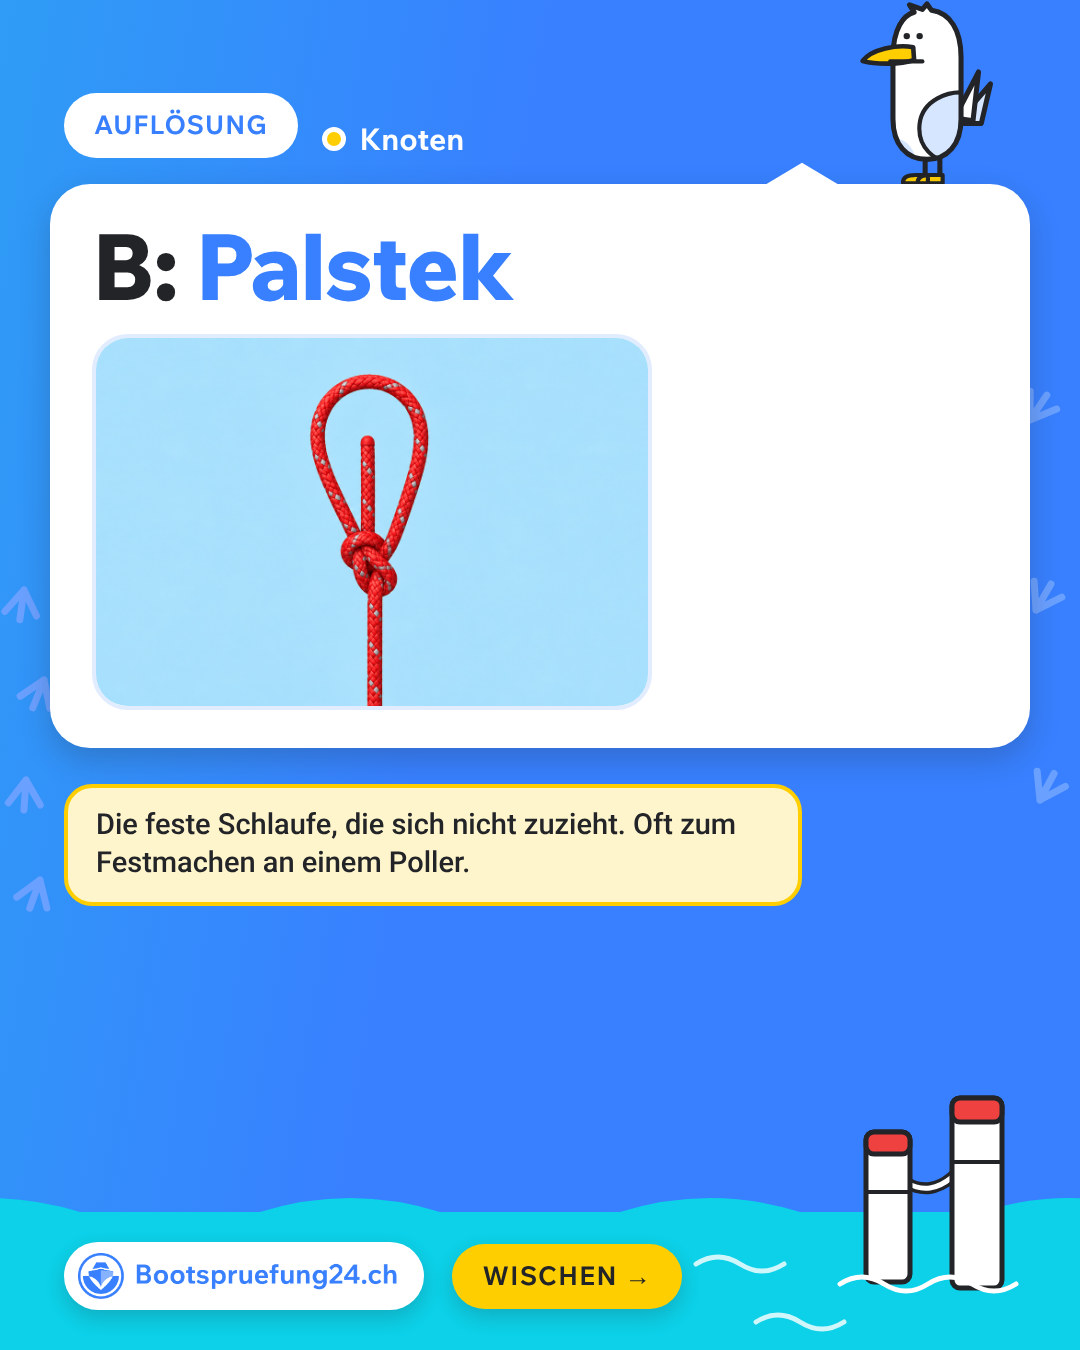 AUFLÖSUNG
Knoten
B: Palstek
Die feste Schlaufe, die sich nicht zuzieht. Oft zum
Festmachen an einem Poller.
Bootspruefung24.ch
WISCHEN →